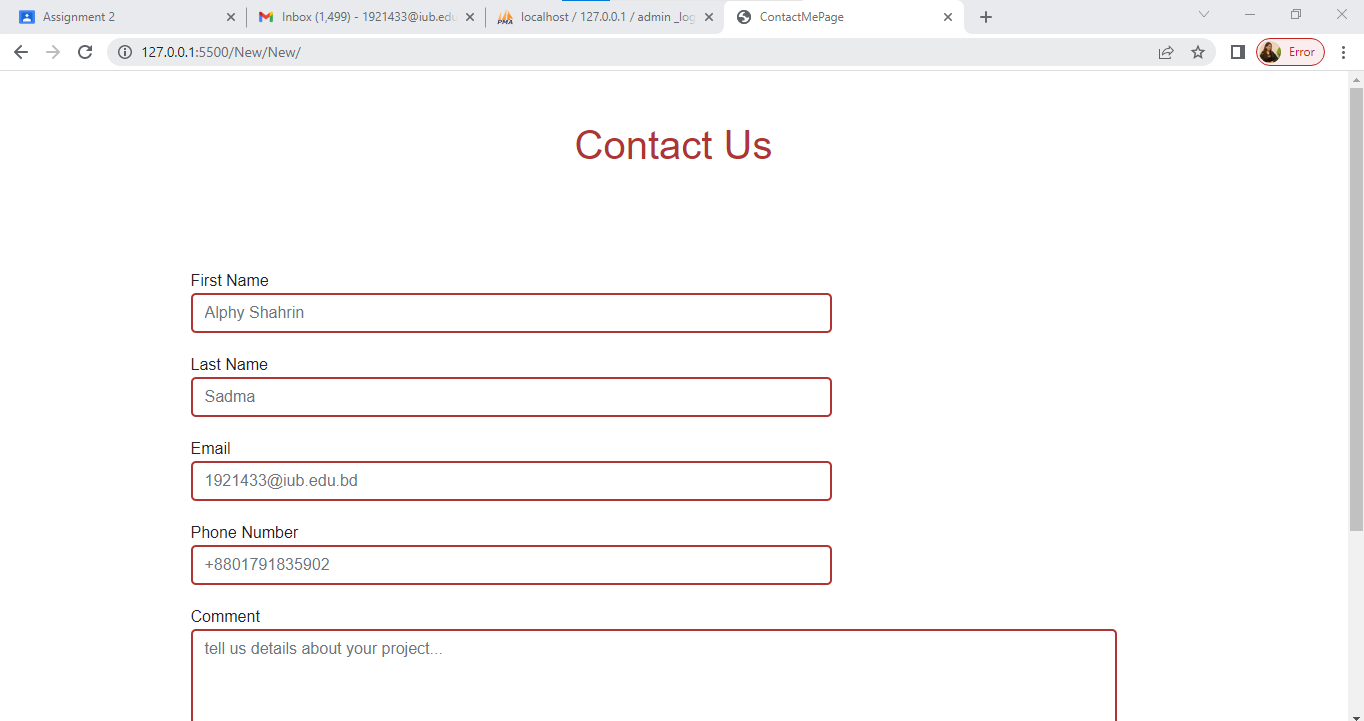 Assignment 2
Inbox (1,499) - 1921433@iub.edu
localhost / 127.0.0.1 / admin _log
ContactMePage
127.0.0.1:5500/New/New/
Error
Contact Us
First Name
Alphy Shahrin
Last Name
Sadma
Email
1921433@iub.edu.bd
Phone Number
+8801791835902
Comment
tell us details about your project...